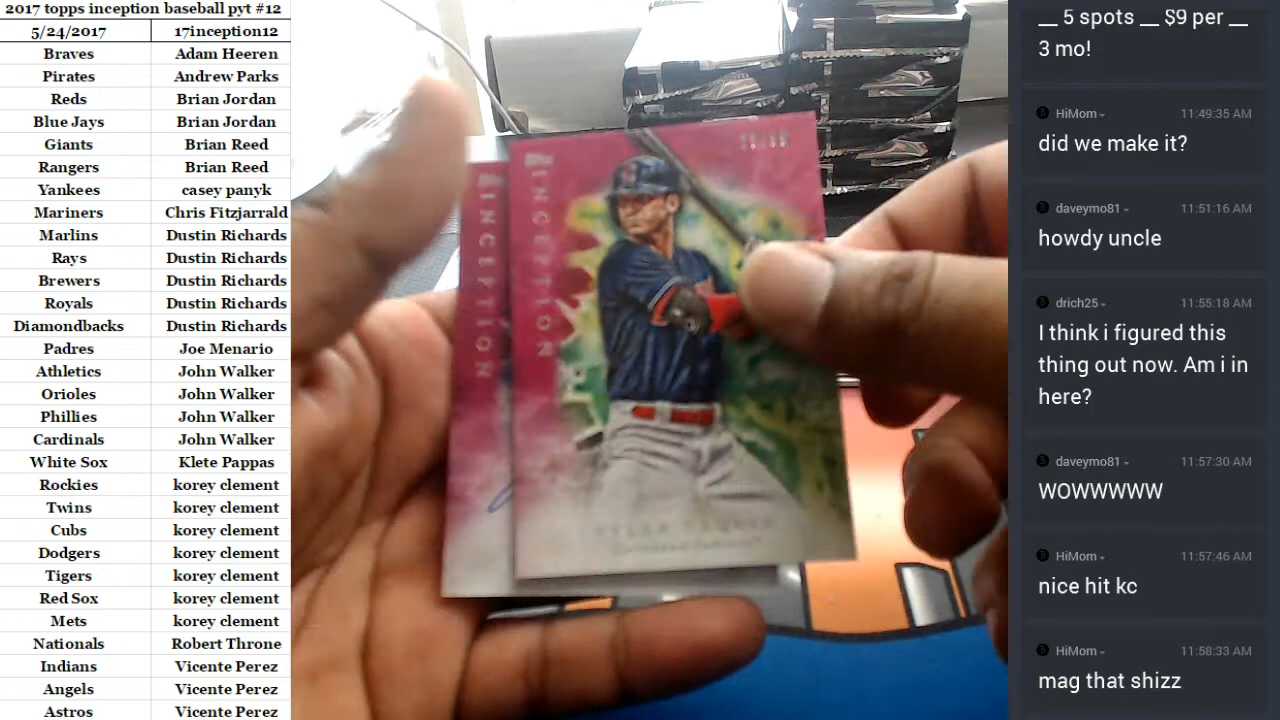 2017 topps inception baseball pyt #12
5/24/2017 17inception12
Braves Adam Heeren
Pirates Andrew Parks
Reds Brian Jordan
Blue Jays Brian Jordan
Giants Brian Reed
Rangers Brian Reed
Yankees casey panyk
Mariners Chris Fitzjarrald
Marlins Dustin Richards
Rays Dustin Richards
Brewers Dustin Richards
Royals Dustin Richards
Diamondbacks Dustin Richards
Padres Joe Menario
Athletics John Walker
Orioles John Walker
Phillies John Walker
Cardinals John Walker
White Sox Klete Pappas
Rockies korey clement
Twins korey clement
Cubs korey clement
Dodgers korey clement
Tigers korey clement
Red Sox korey clement
Mets korey clement
Nationals Robert Throne
Indians Vicente Perez
Angels Vicente Perez
Astros Vicente Perez
INCEPTION
INCEPTION
__ 5 spots __ $9 per __
3 mo!
HiMom 11:49:35 AM
did we make it?
daveymo81 11:51:16 AM
howdy uncle
drich25 11:55:18 AM
I think i figured this
thing out now. Am i in
here?
daveymo81 11:57:30 AM
WOWWWWW
HiMom 11:57:46 AM
nice hit kc
HiMom 11:58:33 AM
mag that shizz